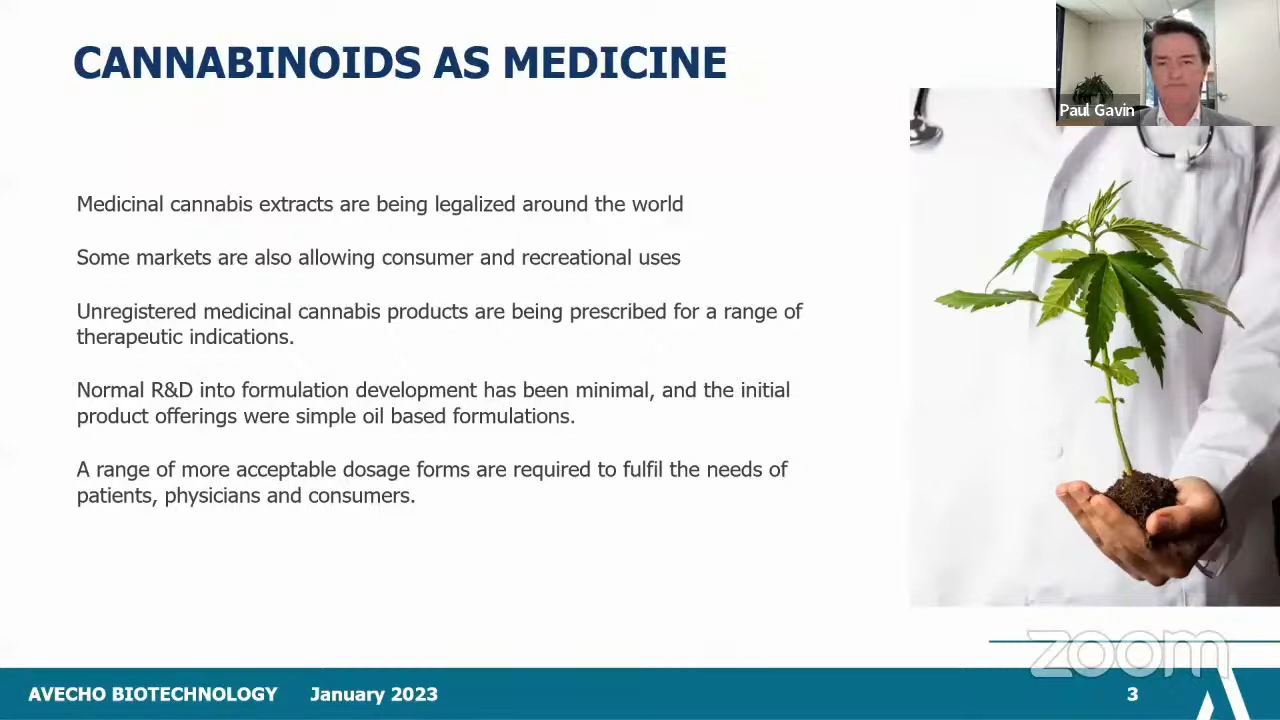 CANNABINOIDS AS MEDICINE
Paul Gavin
Medicinal cannabis extracts are being legalized around the world
Some markets are also allowing consumer and recreational uses
Unregistered medicinal cannabis products are being prescribed for a range of
therapeutic indications.
Normal R&D into formulation development has been minimal, and the initial
product offerings were simple oil based formulations.
A range of more acceptable dosage forms are required to fulfil the needs of
patients, physicians and consumers.
zoom
AVECHO BIOTECHNOLOGY January 2023 3